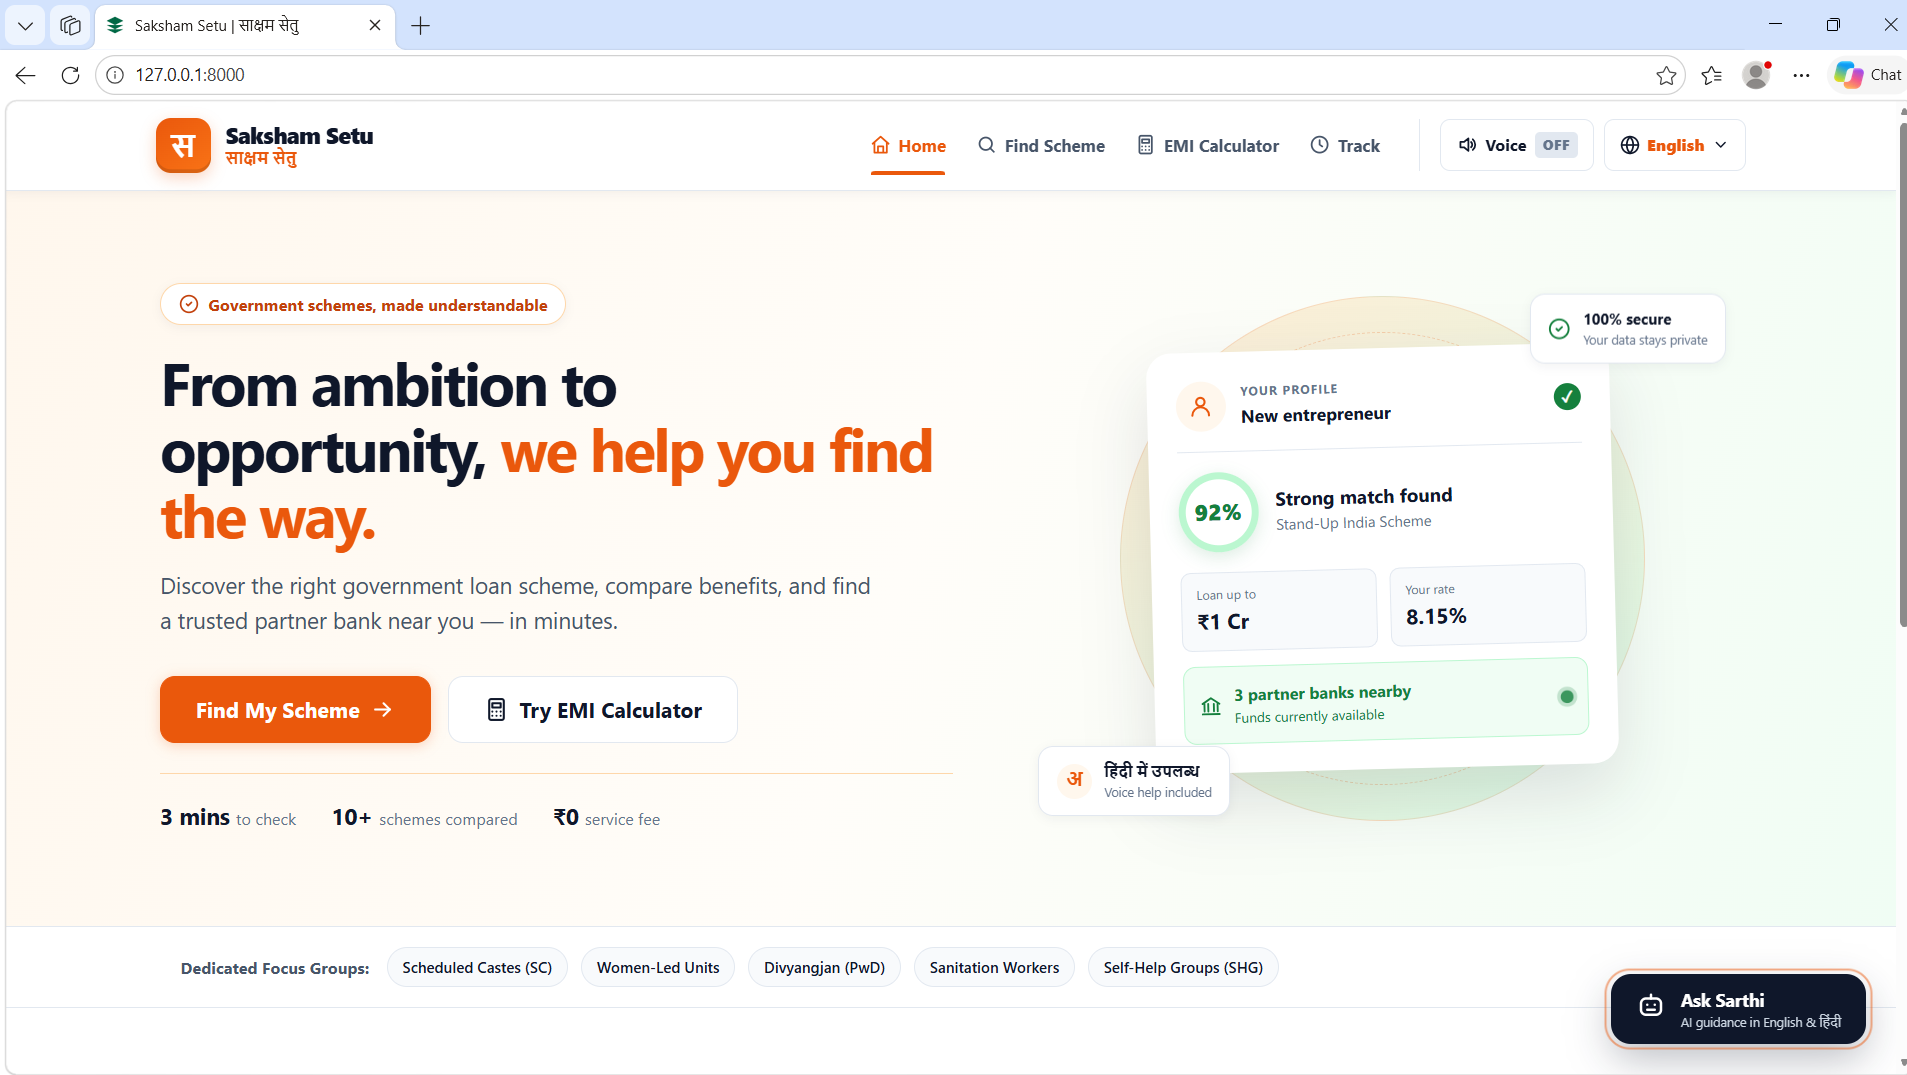 Saksham Setu | साक्षम सेतु
127.0.0.1:8000
Chat
स
Saksham Setu
साक्षम सेतु
Home
Find Scheme
EMI Calculator
Track
Voice OFF
English
Government schemes, made understandable
From ambition to
opportunity, we help you find
the way.
Discover the right government loan scheme, compare benefits, and find
a trusted partner bank near you — in minutes.
Find My Scheme →
Try EMI Calculator
3 mins to check
10+ schemes compared
₹0 service fee
100% secure
Your data stays private
YOUR PROFILE
New entrepreneur
92%
Strong match found
Stand-Up India Scheme
Loan up to
₹1 Cr
Your rate
8.15%
3 partner banks nearby
Funds currently available
अ
हिंदी में उपलब्ध
Voice help included
Dedicated Focus Groups:
Scheduled Castes (SC)
Women-Led Units
Divyangjan (PwD)
Sanitation Workers
Self-Help Groups (SHG)
Ask Sarthi
AI guidance in English & हिंदी